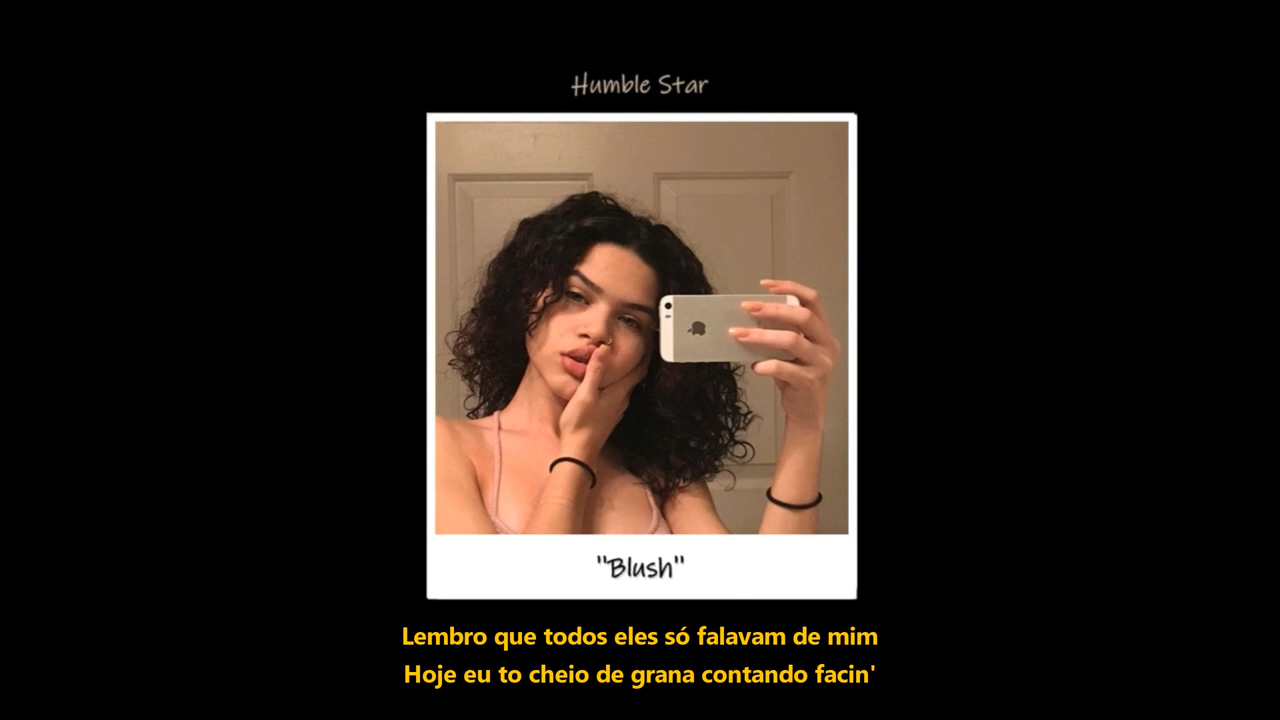 Humble Star
"Blush"
Lembro que todos eles só falavam de mim
Hoje eu to cheio de grana contando facin'